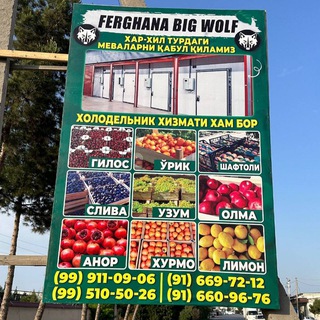 FERGHANA BIG WOLF
ХАР-ХИЛ ТУРДАГИ
МЕВАЛАРНИ ҚАБУЛ ҚИЛАМИЗ
ХОЛОДЕЛЬНИК ХИЗМАТИ ХАМ БОР
ГИЛОС ЎРИК ШАФТОЛИ
СЛИВА УЗУМ ОЛМА
АНОР ХУРМО ЛИМОН
(99) 911-09-06 (91) 669-72-12
(99) 510-50-26 (91) 660-96-76